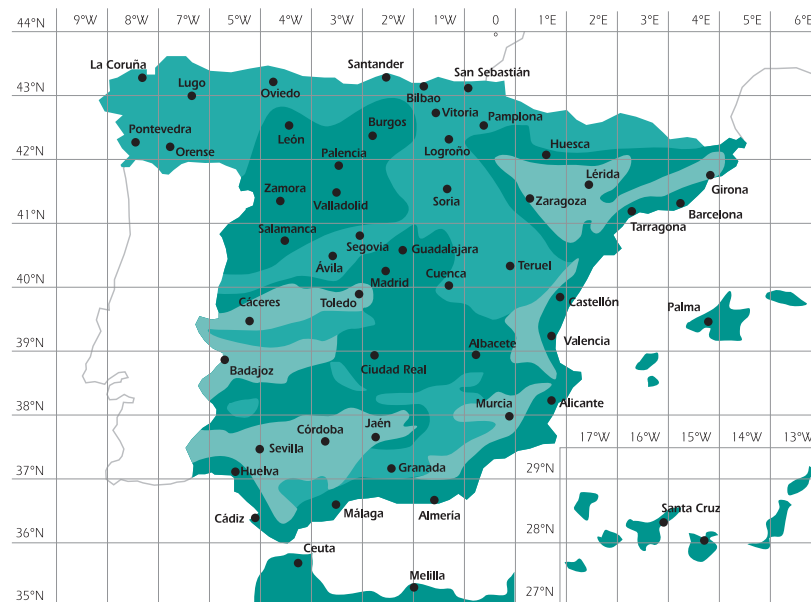 44°N
9°W
8°W
7°W
6°W
5°W
4°W
3°W
2°W
1°W
0
1°E
2°E
3°E
4°E
5°E
6°E
La Coruña
Santander
San Sebastián
Lugo
Oviedo
Bilbao
43°N
Vitoria
Pamplona
Pontevedra
Burgos
León
Logroño
Huesca
Orense
Palencia
42°N
Lérida
Girona
Zamora
Valladolid
Soria
Zaragoza
Barcelona
Tarragona
41°N
Salamanca
Segovia
Guadalajara
Ávila
Madrid
Cuenca
Teruel
40°N
Cáceres
Toledo
Castellón
Palma
39°N
Albacete
Valencia
Badajoz
Ciudad Real
38°N
Murcia
Alicante
Jaén
Córdoba
17°W
16°W
15°W
14°W
13°W
Sevilla
37°N
Huelva
Granada
29°N
Cádiz
Málaga
Almería
Santa Cruz
36°N
28°N
Ceuta
Melilla
35°N
27°N